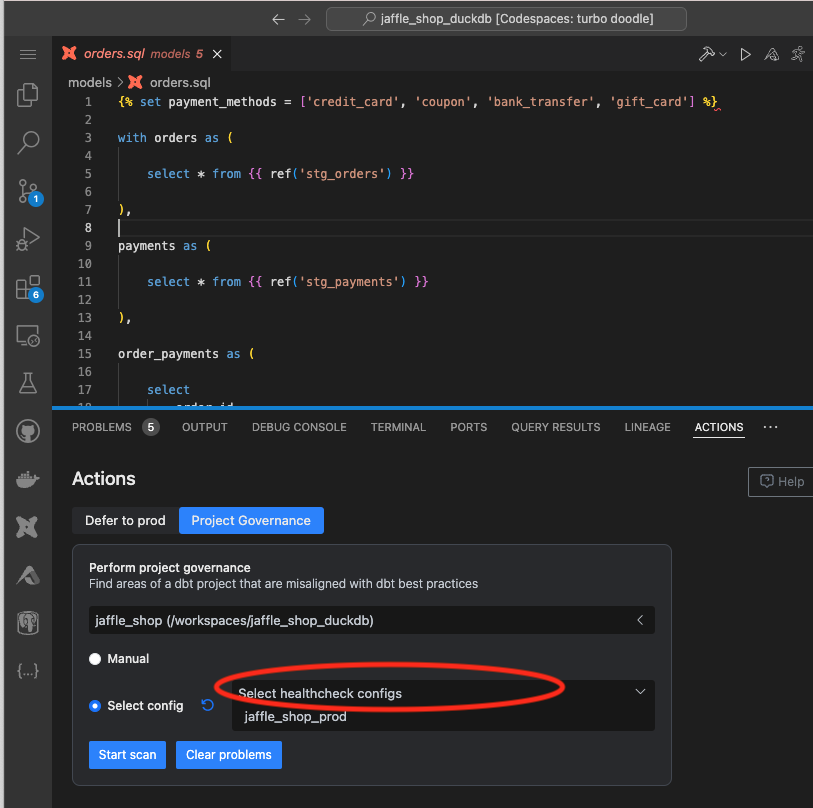 jaffle_shop_duckdb [Codespaces: turbo doodle]
orders.sql models 5
models > orders.sql
1 {% set payment_methods = ['credit_card', 'coupon', 'bank_transfer', 'gift_card'] %}
2
3 with orders as (
4
5 select * from {{ ref('stg_orders') }}
6
7 ),
8
9 payments as (
10
11 select * from {{ ref('stg_payments') }}
12
13 ),
14
15 order_payments as (
16
17 select
18 order_id
1
6
PROBLEMS 5 OUTPUT DEBUG CONSOLE TERMINAL PORTS QUERY RESULTS LINEAGE ACTIONS ...
Actions
Help
Defer to prod Project Governance
Perform project governance
Find areas of a dbt project that are misaligned with dbt best practices
jaffle_shop (/workspaces/jaffle_shop_duckdb)
Manual
Select config Select healthcheck configs
jaffle_shop_prod
Start scan Clear problems